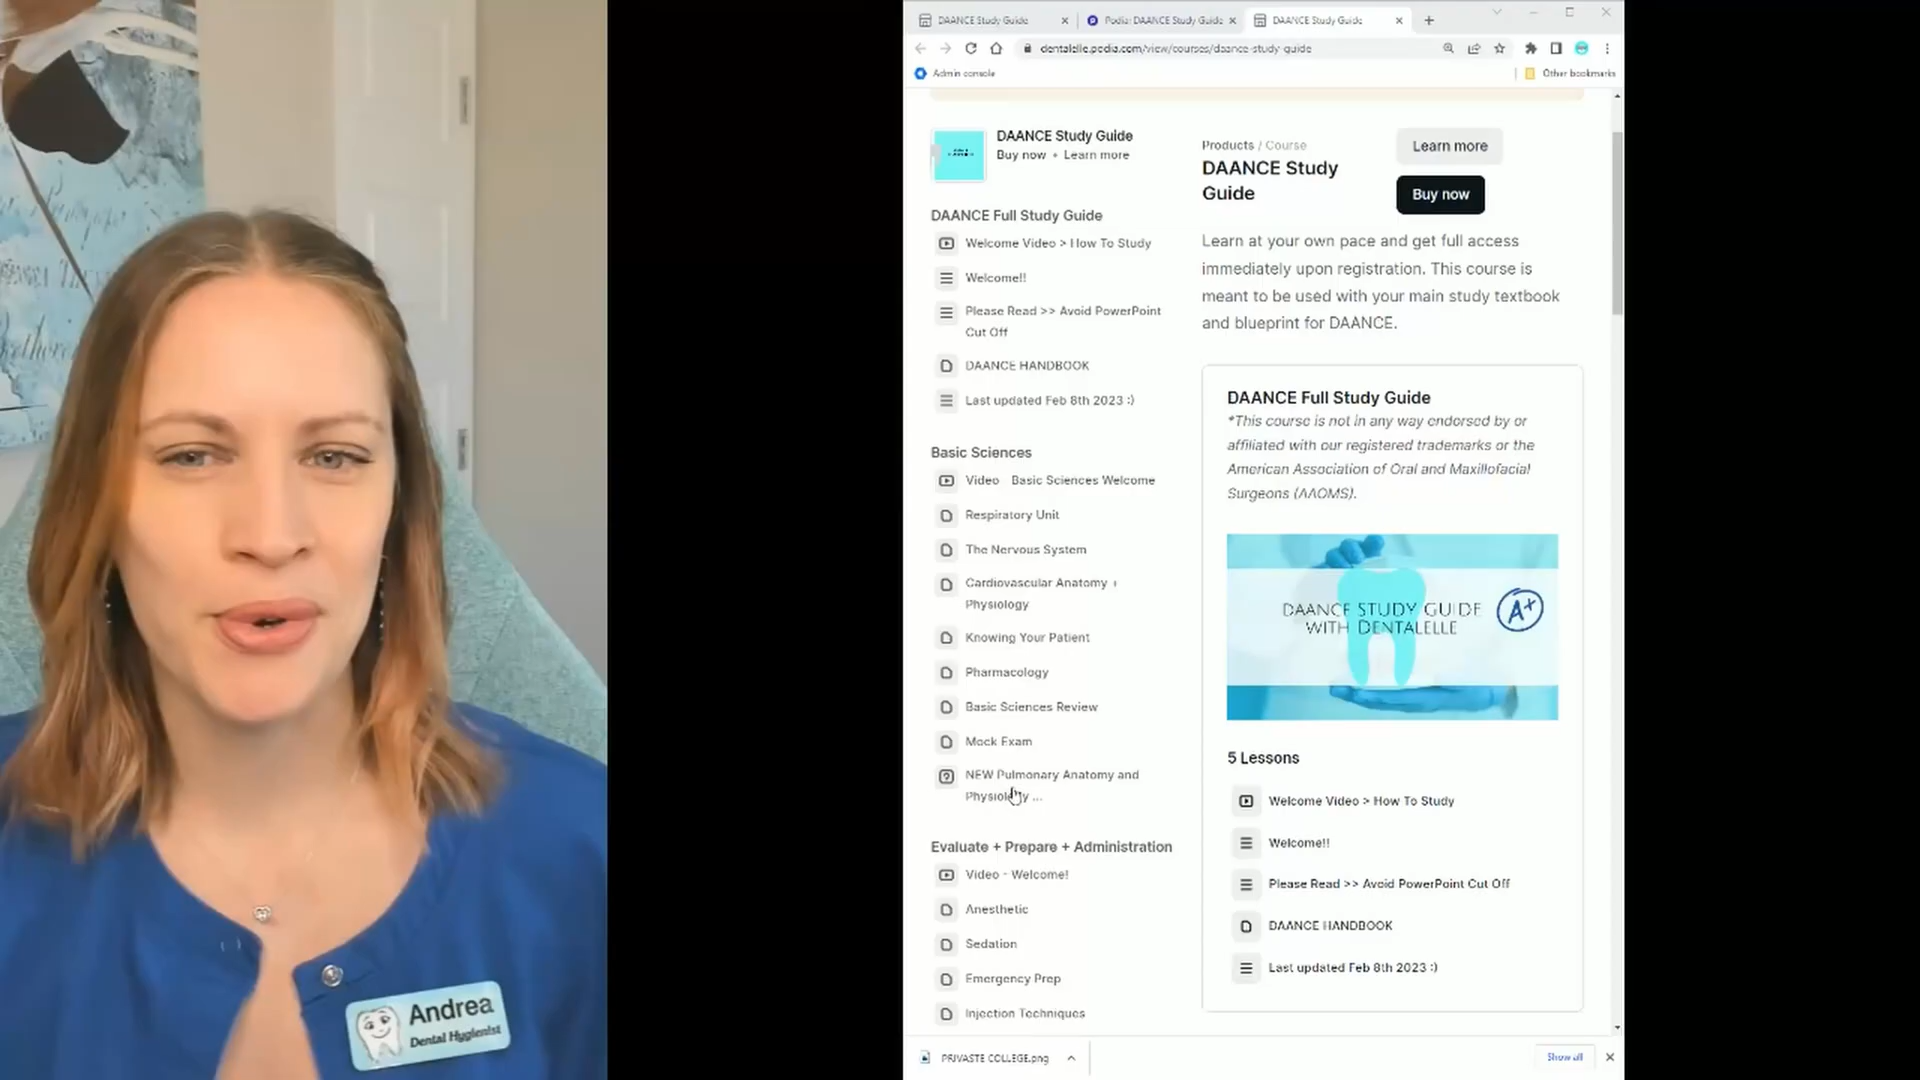 DAANCE Study Guide
Podia: DAANCE Study Guide
DAANCE Study Guide
dentalelle.podia.com/view/courses/daance-study-guide
Admin console
Other bookmarks
DAANCE Study Guide
Buy now • Learn more
DAANCE Full Study Guide
Welcome Video > How To Study
Welcome!!
Please Read >> Avoid PowerPoint
Cut Off
DAANCE HANDBOOK
Last updated Feb 8th 2023 :)
Basic Sciences
Video - Basic Sciences Welcome
Respiratory Unit
The Nervous System
Cardiovascular Anatomy +
Physiology
Knowing Your Patient
Pharmacology
Basic Sciences Review
Mock Exam
NEW Pulmonary Anatomy and
Physiology ...
Evaluate + Prepare + Administration
Video - Welcome!
Anesthetic
Sedation
Emergency Prep
Injection Techniques
Products / Course
DAANCE Study
Guide
Learn more
Buy now
Learn at your own pace and get full access
immediately upon registration. This course is
meant to be used with your main study textbook
and blueprint for DAANCE.
DAANCE Full Study Guide
*This course is not in any way endorsed by or
affiliated with our registered trademarks or the
American Association of Oral and Maxillofacial
Surgeons (AAOMS).
DAANCE STUDY GUIDE
WITH DENTALELLE
A+
5 Lessons
Welcome Video > How To Study
Welcome!!
Please Read >> Avoid PowerPoint Cut Off
DAANCE HANDBOOK
Last updated Feb 8th 2023 :)
PRIVASTE COLLEGE.png
Show all
Andrea
Dental Hygienist